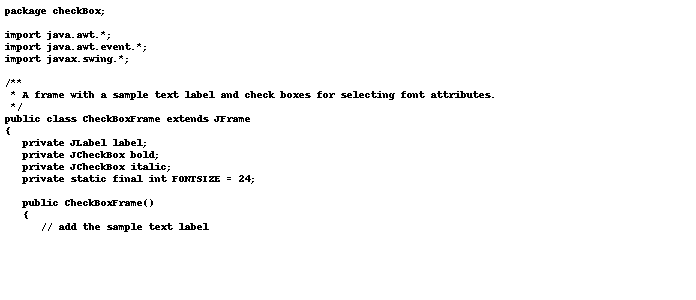 package checkBox;

import java.awt.*;
import java.awt.event.*;
import javax.swing.*;

/**
 * A frame with a sample text label and check boxes for selecting font attributes.
 */
public class CheckBoxFrame extends JFrame
{
   private JLabel label;
   private JCheckBox bold;
   private JCheckBox italic;
   private static final int FONTSIZE = 24;

   public CheckBoxFrame()
   {
      // add the sample text label